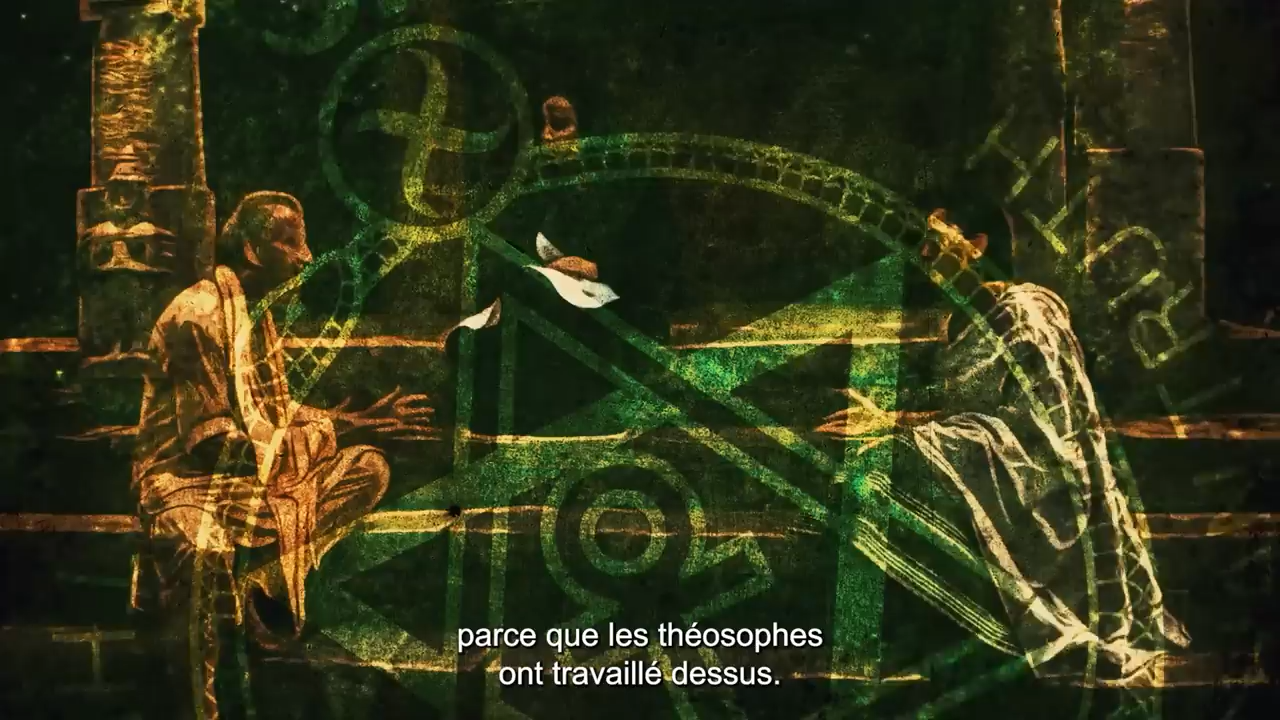 parce que les théosophes
ont travaillé dessus.